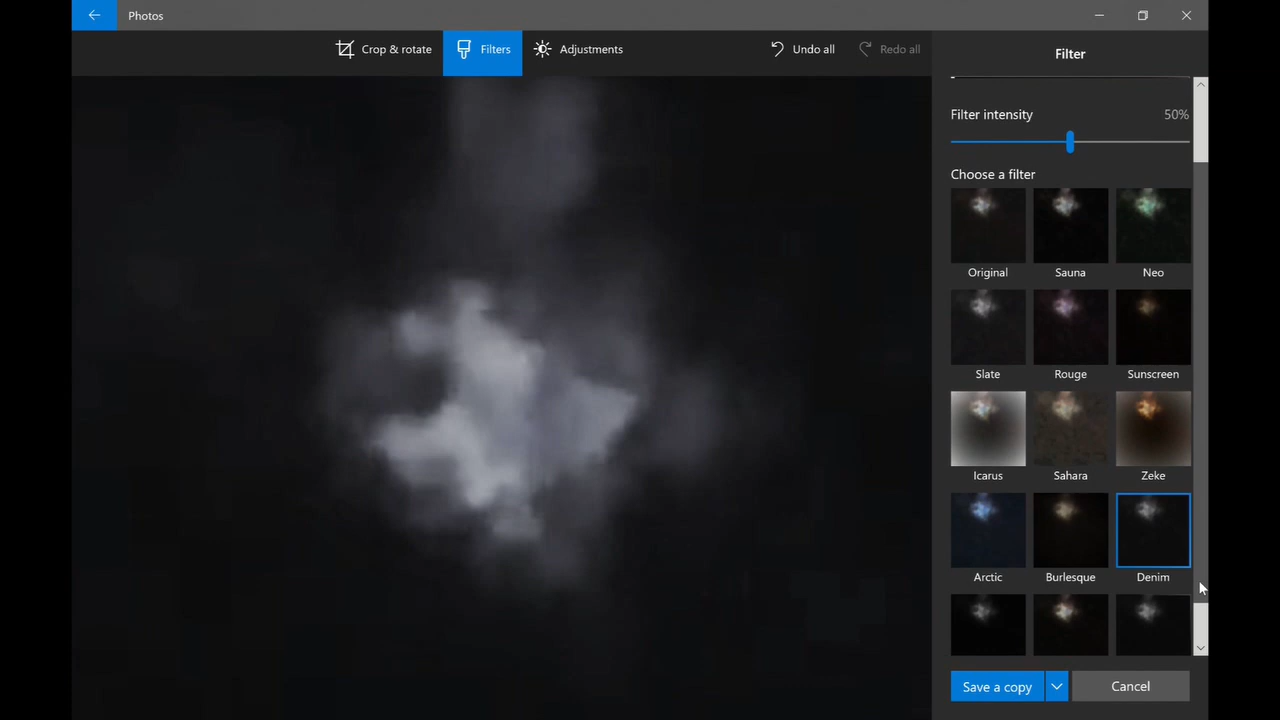 Photos
Crop & rotate
Filters
Adjustments
Undo all
Redo all
Filter
Filter intensity
50%
Choose a filter
Original
Sauna
Neo
Slate
Rouge
Sunscreen
Icarus
Sahara
Zeke
Arctic
Burlesque
Denim
Save a copy
Cancel